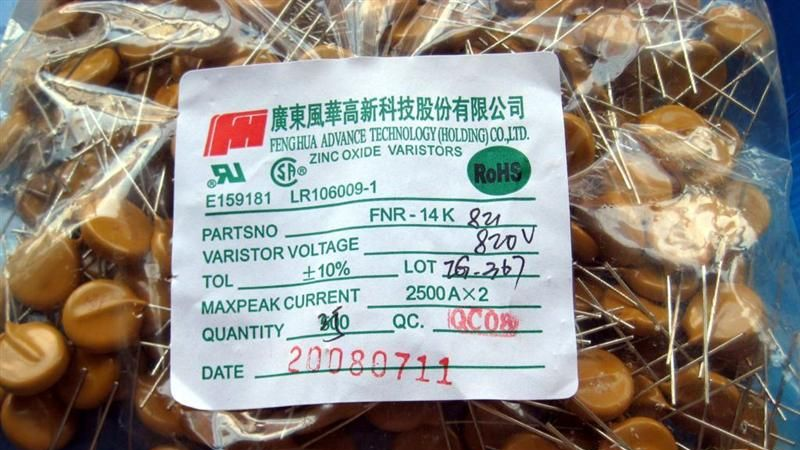 廣東風華高新科技股份有限公司
FENGHUA ADVANCE TECHNOLOGY(HOLDING) CO.,LTD.
ZINC OXIDE VARISTORS
RoHS
E159181 LR106009-1
PARTSNO FNR-14K 821
VARISTOR VOLTAGE 820V
TOL ±10% LOT
MAXPEAK CURRENT 2500A×2
QUANTITY QC. QC08
DATE 20080711